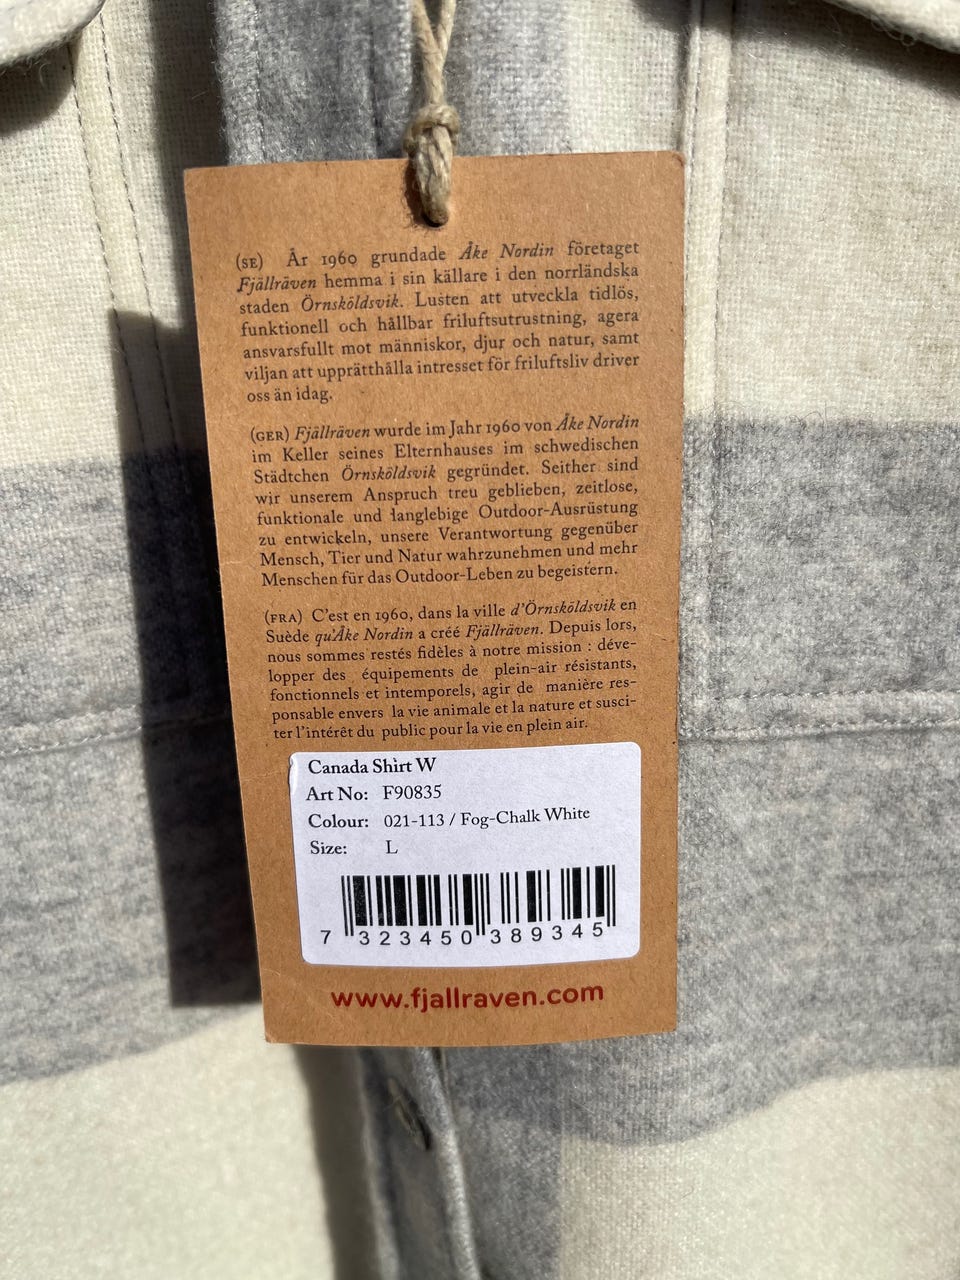 (SE) År 1960 grundade Åke Nordin företaget
Fjällräven hemma i sin källare i den norrländska
staden Örnsköldsvik. Lusten att utveckla tidlös,
funktionell och hållbar friluftsutrustning, agera
ansvarsfullt mot människor, djur och natur, samt
viljan att upprätthålla intresset för friluftsliv driver
oss än idag.
(GER) Fjällräven wurde im Jahr 1960 von Åke Nordin
im Keller seines Elternhauses im schwedischen
Städtchen Örnsköldsvik gegründet. Seither sind
wir unserem Anspruch treu geblieben, zeitlose,
funktionale und langlebige Outdoor-Ausrüstung
zu entwickeln, unsere Verantwortung gegenüber
Mensch, Tier und Natur wahrzunehmen und mehr
Menschen für das Outdoor-Leben zu begeistern.
(FRA) C'est en 1960, dans la ville d'Örnsköldsvik en
Suède qu'Åke Nordin a créé Fjällräven. Depuis lors,
nous sommes restés fidèles à notre mission : déve-
lopper des équipements de plein-air résistants,
fonctionnels et intemporels, agir de manière res-
ponsable envers la vie animale et la nature et susci-
ter l'intérêt du public pour la vie en plein air.
Canada Shirt W
Art No: F90835
Colour: 021-113 / Fog-Chalk White
Size: L
7 323450 389345
www.fjallraven.com